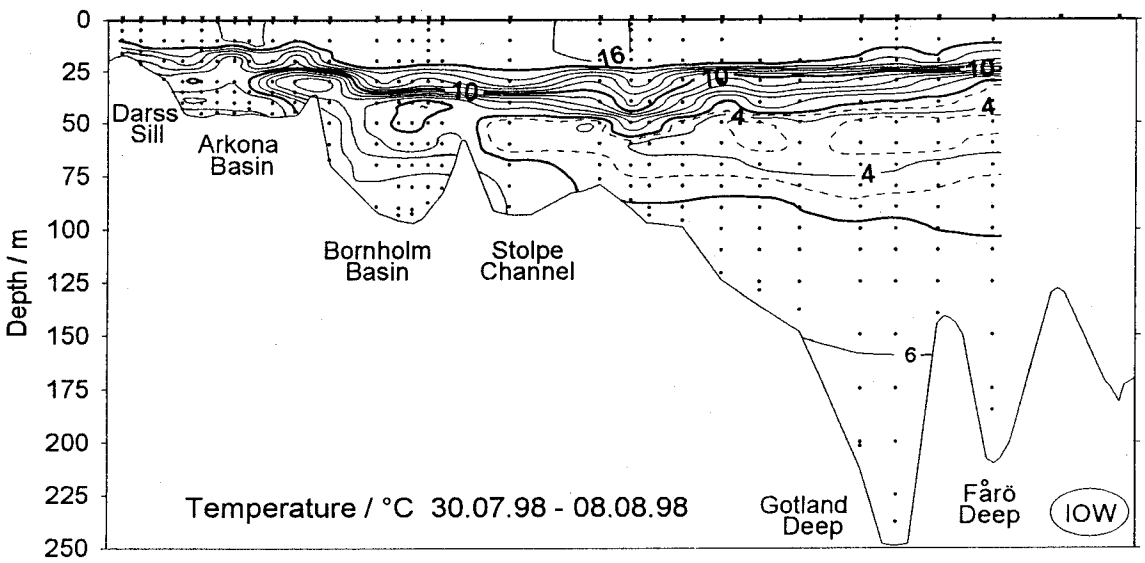 0
25
50
75
100
125
150
175
200
225
250
Depth / m
16
10
10
10
4
4
4
6
Darss
Sill
Arkona
Basin
Bornholm
Basin
Stolpe
Channel
Gotland
Deep
Fårö
Deep
Temperature / °C 30.07.98 - 08.08.98
IOW